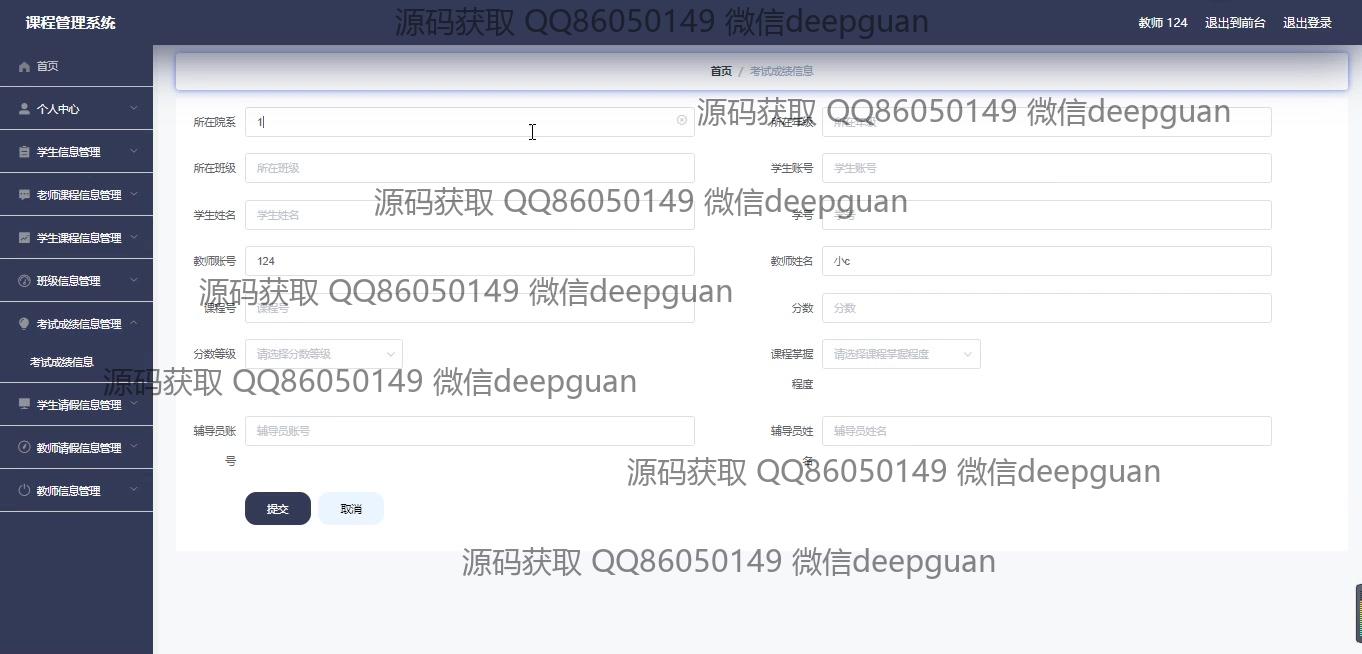 课程管理系统
源码获取 QQ86050149 微信deepguan
教师 124 退出到前台 退出登录
首页
个人中心
学生信息管理
老师课程信息管理
学生课程信息管理
班级信息管理
考试成绩信息管理
考试成绩信息
学生请假信息管理
教师请假信息管理
教师信息管理
首页 / 考试成绩信息
源码获取 QQ86050149 微信deepguan
所在院系 1
所在年级 所在年级
所在班级 所在班级
学生账号 学生账号
源码获取 QQ86050149 微信deepguan
学生姓名 学生姓名
学号 学号
教师账号 124
教师姓名 小c
源码获取 QQ86050149 微信deepguan
课程号 课程号
分数 分数
分数等级 请选择分数等级
课程掌握
程度
请选择课程掌握程度
源码获取 QQ86050149 微信deepguan
辅导员账
号
辅导员账号
辅导员姓
名
辅导员姓名
源码获取 QQ86050149 微信deepguan
提交 取消
源码获取 QQ86050149 微信deepguan